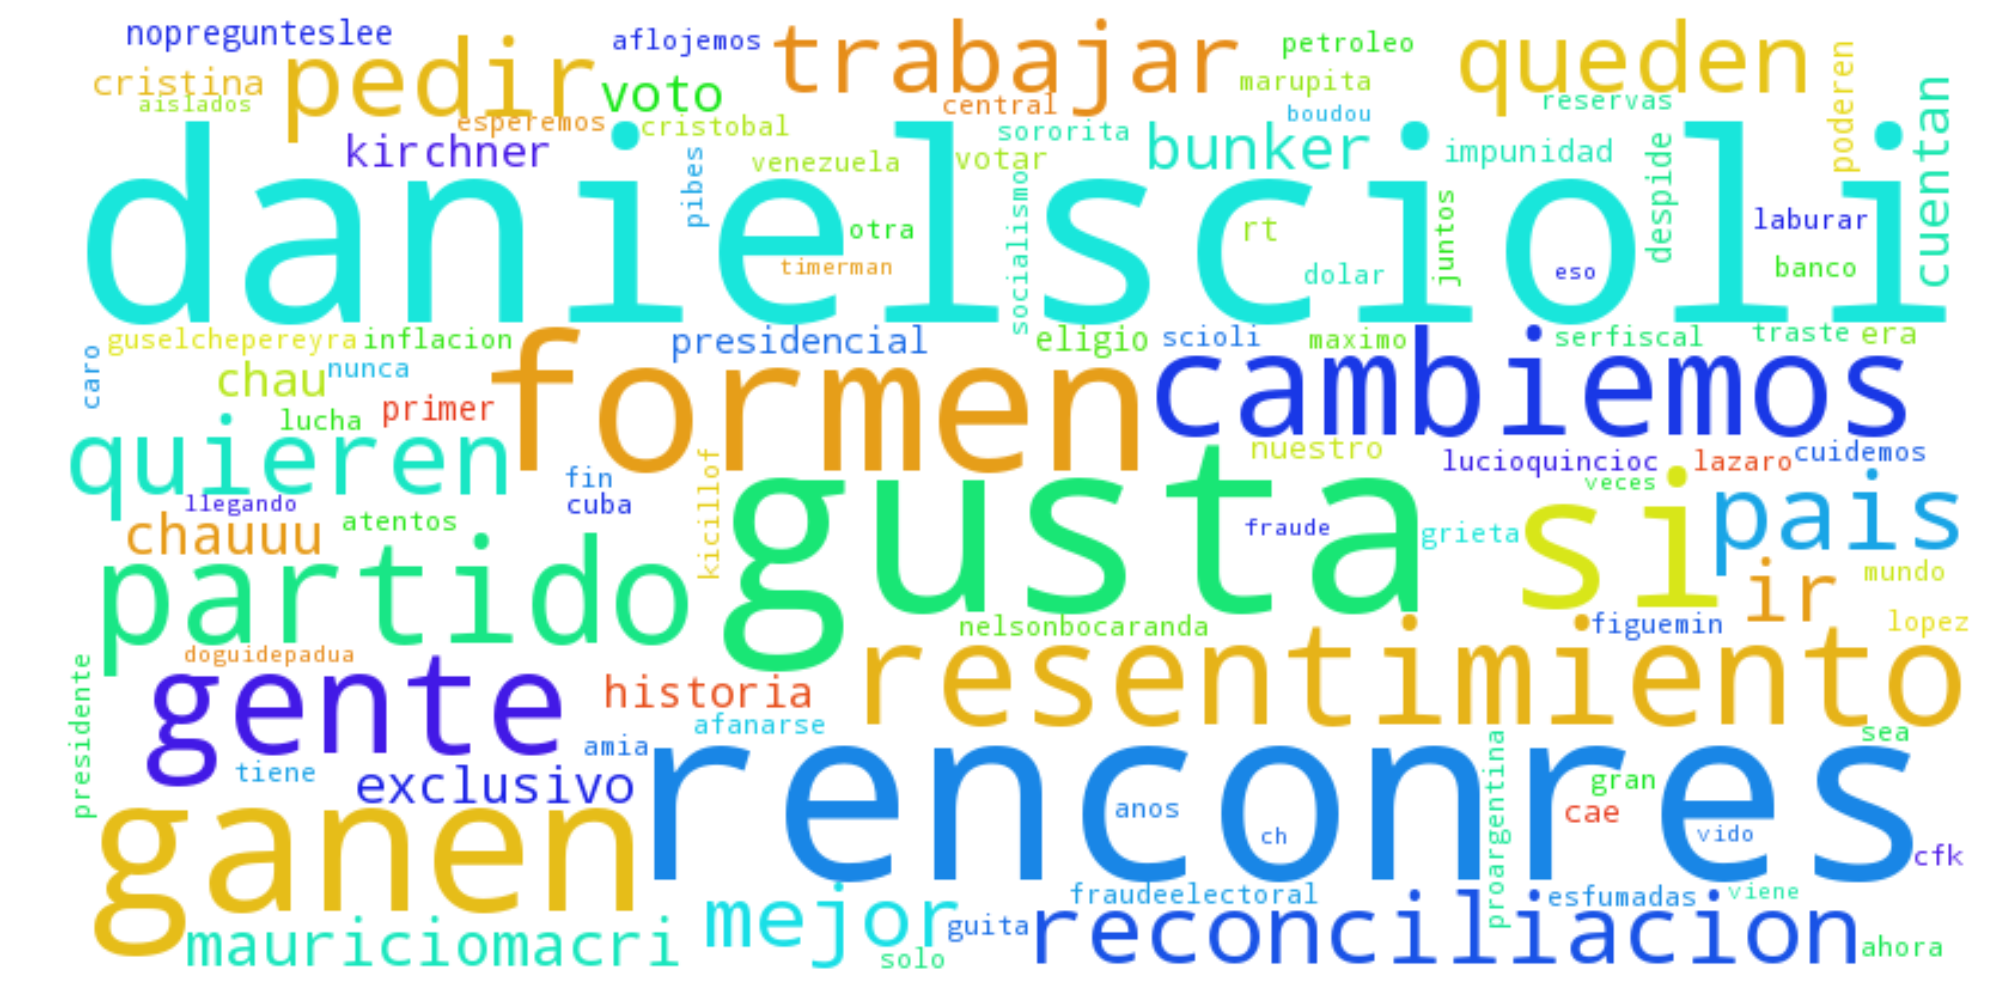 nopregunteslee
aflojemos
trabajar
petroleo
queden
cristina
pedir
voto
marupita
poderen
aislados
central
boudou
reservas
cuentan
esperemos
cristobal
sororita
bunker
kirchner
pibes
venezuela
votar
impunidad
despide
danielscioli
otra
socialismo
rt
juntos
laburar
timerman
dolar
eso
banco
guselchepereyra
inflacion
presidencial
eligio
scioli
maximo
serfiscal
traste
era
caro
chau
nunca
formen
cambiemos
lucha
primer
quieren
kicillof
nuestro
lucioquincioc
lazaro
cuidemos
fin
gusta
veces
si
pais
llegando
cuba
chauuu
atentos
fraude
grieta
partido
ir
mundo
nelsonbocaranda
figuemin
lopez
doguidepadua
presidente
gente
historia
resentimiento
afanarse
amia
proargentina
sea
tiene
exclusivo
renconres
gran
anos
cae
ch
vido
ganen
cfk
fraudeelectoral
esfumadas
viene
mauriciomacri
mejor
guita
reconciliacion
solo
ahora